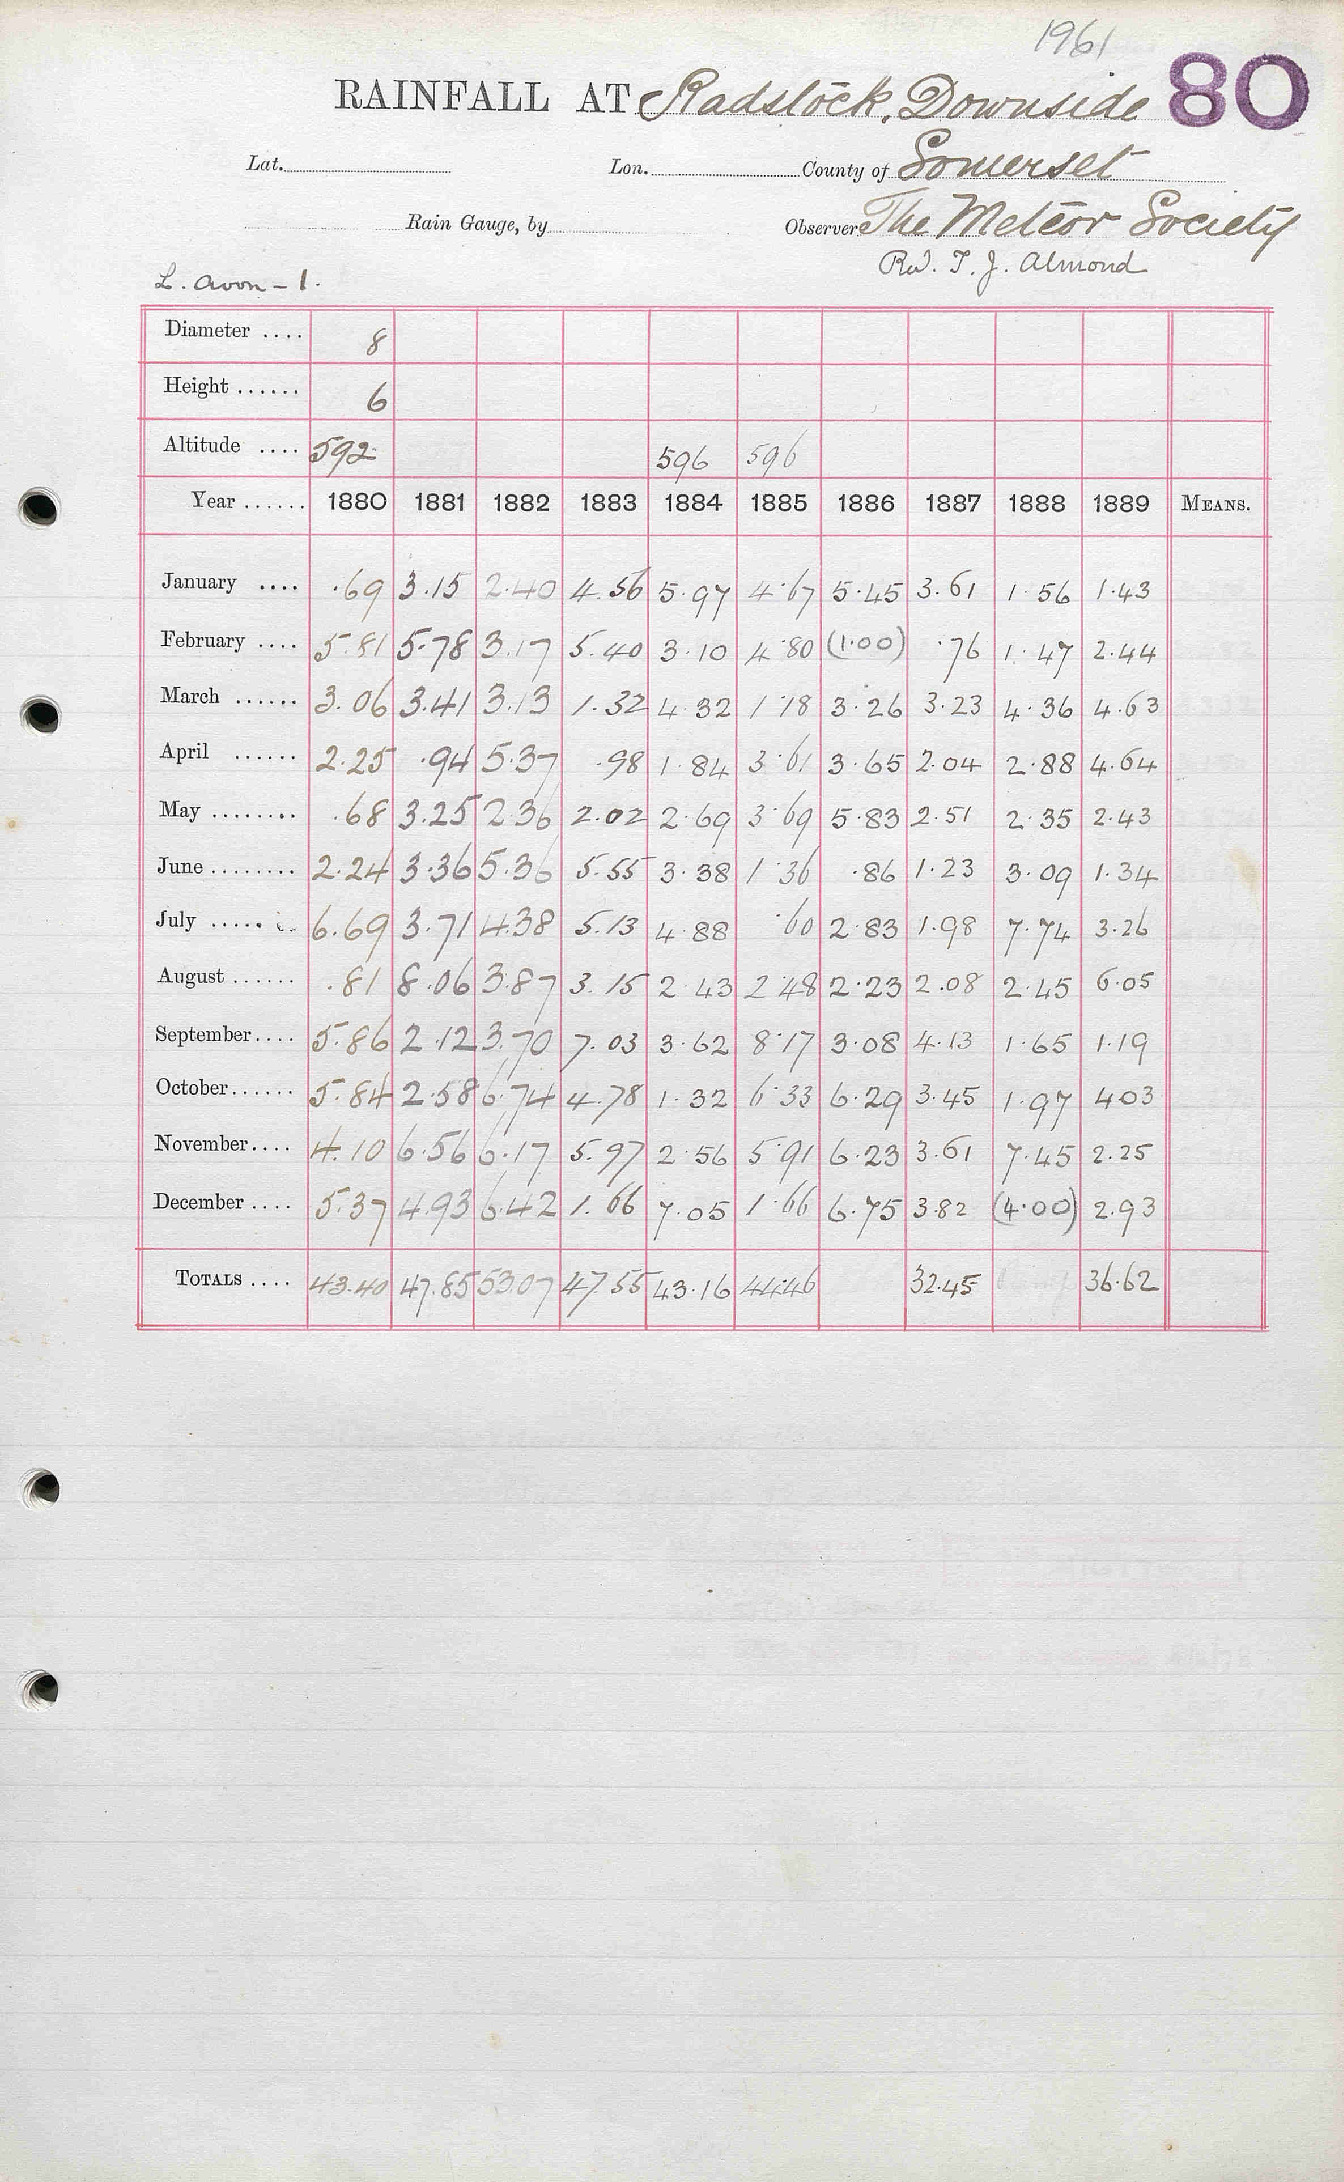 1961
RAINFALL AT Radstock, Downside 80
Lat. Lon. County of Somerset
Rain Gauge, by Observer The Meteor Society
Rev. T. J. Almond
L. Avon - 1.
Diameter .... 8
Height ...... 6
Altitude .... 592 596 596
Year ...... 1880 1881 1882 1883 1884 1885 1886 1887 1888 1889 MEANS.
January .... .69 3.15 2.40 4.56 5.97 4.67 5.45 3.61 1.56 1.43
February .... 5.81 5.78 3.17 5.40 3.10 4.80 (1.00) .76 1.47 2.44
March ...... 3.06 3.41 3.13 1.32 4.32 1.18 3.26 3.23 4.36 4.63
April ...... 2.25 .94 5.37 .98 1.84 3.61 3.65 2.04 2.88 4.64
May ........ .68 3.25 2.36 2.02 2.69 3.69 5.83 2.51 2.35 2.43
June ........ 2.24 3.36 5.36 5.55 3.38 1.36 .86 1.23 3.09 1.34
July ..... 6.69 3.71 4.38 5.13 4.88 .60 2.83 1.98 7.74 3.26
August ...... .81 8.06 3.87 3.15 2.43 2.48 2.23 2.08 2.45 6.05
September.... 5.86 2.12 3.70 7.03 3.62 8.17 3.08 4.13 1.65 1.19
October...... 5.84 2.58 6.74 4.78 1.32 6.33 6.29 3.45 1.97 4.03
November.... 4.10 6.56 6.17 5.97 2.56 5.91 6.23 3.61 7.45 2.25
December .... 5.37 4.93 6.42 1.66 7.05 1.66 6.75 3.82 (4.00) 2.93
TOTALS .... 43.40 47.85 53.07 47.55 43.16 44.46 32.45 36.62